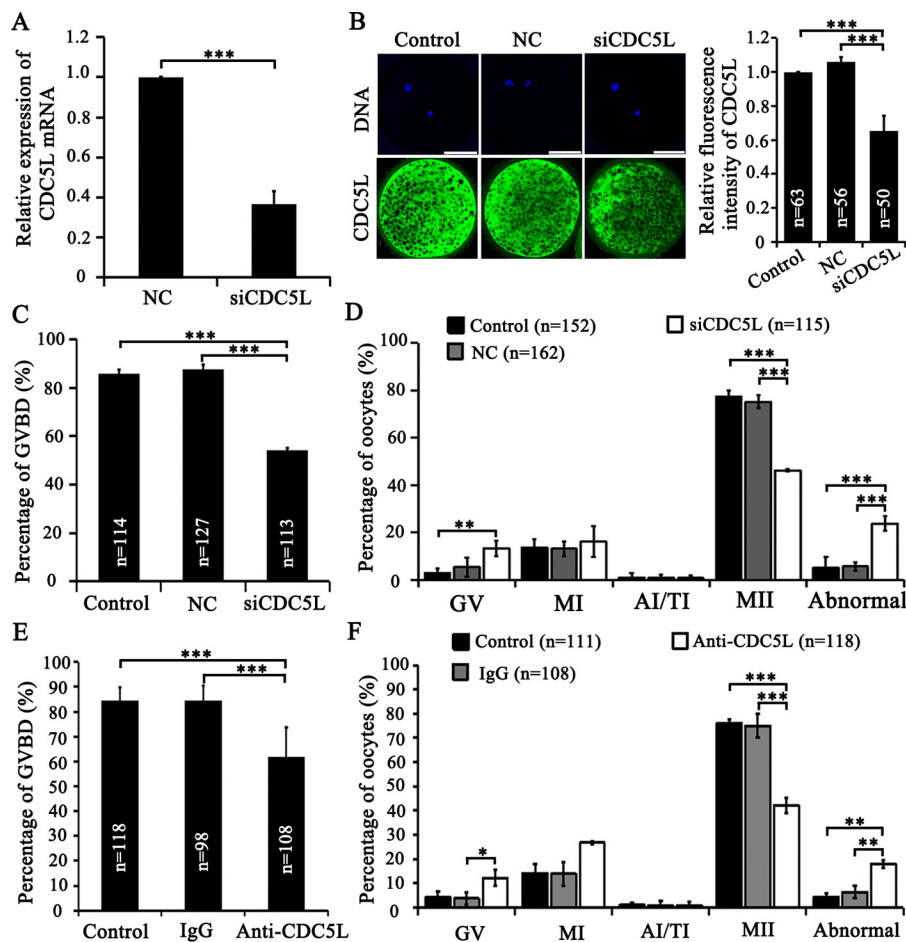 A
Relative expression of
CDC5L mRNA
1.2
1.0
0.8
0.6
0.4
0.2
0
***
NC
siCDC5L
B
Control
NC
siCDC5L
DNA
CDC5L
Relative fluorescence
intensity of CDC5L
1.2
1
0.8
0.6
0.4
0.2
0
***
***
n=63
n=56
n=50
Control
NC
siCDC5L
C
Percentage of GVBD (%)
100
80
60
40
20
0
***
***
n=114
n=127
n=113
Control
NC
siCDC5L
D
Percentage of oocytes (%)
100
80
60
40
20
0
Control (n=152)
NC (n=162)
siCDC5L (n=115)
**
***
***
***
***
GV
MI
AI/TI
MII
Abnormal
E
Percentage of GVBD (%)
100
90
80
70
60
50
40
30
20
10
0
***
***
n=118
n=98
n=108
Control
IgG
Anti-CDC5L
F
Percentage of oocytes (%)
100
90
80
70
60
50
40
30
20
10
0
Control (n=111)
IgG (n=108)
Anti-CDC5L (n=118)
*
***
***
**
**
GV
MI
AI/TI
MII
Abnormal